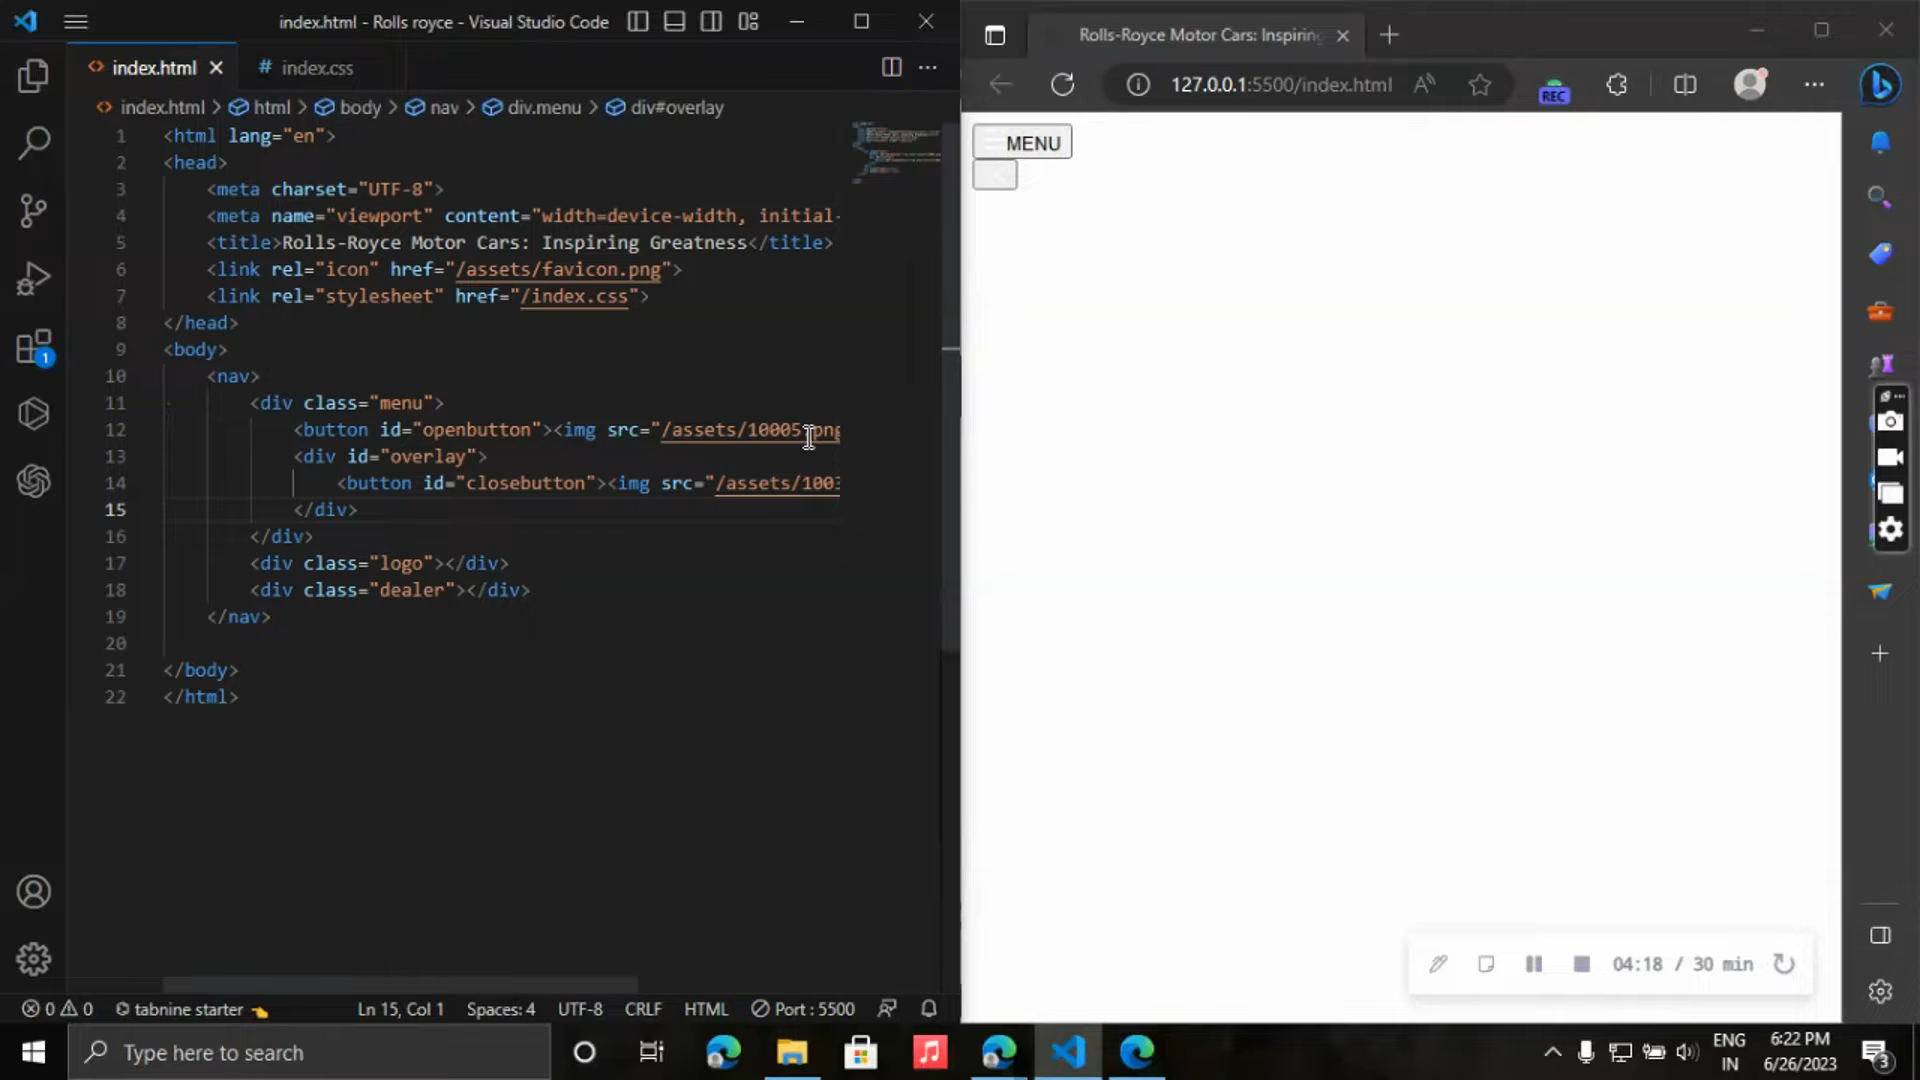 index.html - Rolls royce - Visual Studio Code
index.html
# index.css
index.html > html > body > nav > div.menu > div#overlay
1 <html lang="en">
2 <head>
3 <meta charset="UTF-8">
4 <meta name="viewport" content="width=device-width, initial-
5 <title>Rolls-Royce Motor Cars: Inspiring Greatness</title>
6 <link rel="icon" href="/assets/favicon.png">
7 <link rel="stylesheet" href="/index.css">
8 </head>
9 <body>
10 <nav>
11 <div class="menu">
12 <button id="openbutton"><img src="/assets/10005.png
13 <div id="overlay">
14 <button id="closebutton"><img src="/assets/1003
15 </div>
16 </div>
17 <div class="logo"></div>
18 <div class="dealer"></div>
19 </nav>
20
21 </body>
22 </html>
1
0 0 tabnine starter Ln 15, Col 1 Spaces: 4 UTF-8 CRLF HTML Port : 5500
Rolls-Royce Motor Cars: Inspiring
127.0.0.1:5500/index.html
REC
MENU
04:18 / 30 min
Type here to search
ENG
IN
6:22 PM
6/26/2023
3